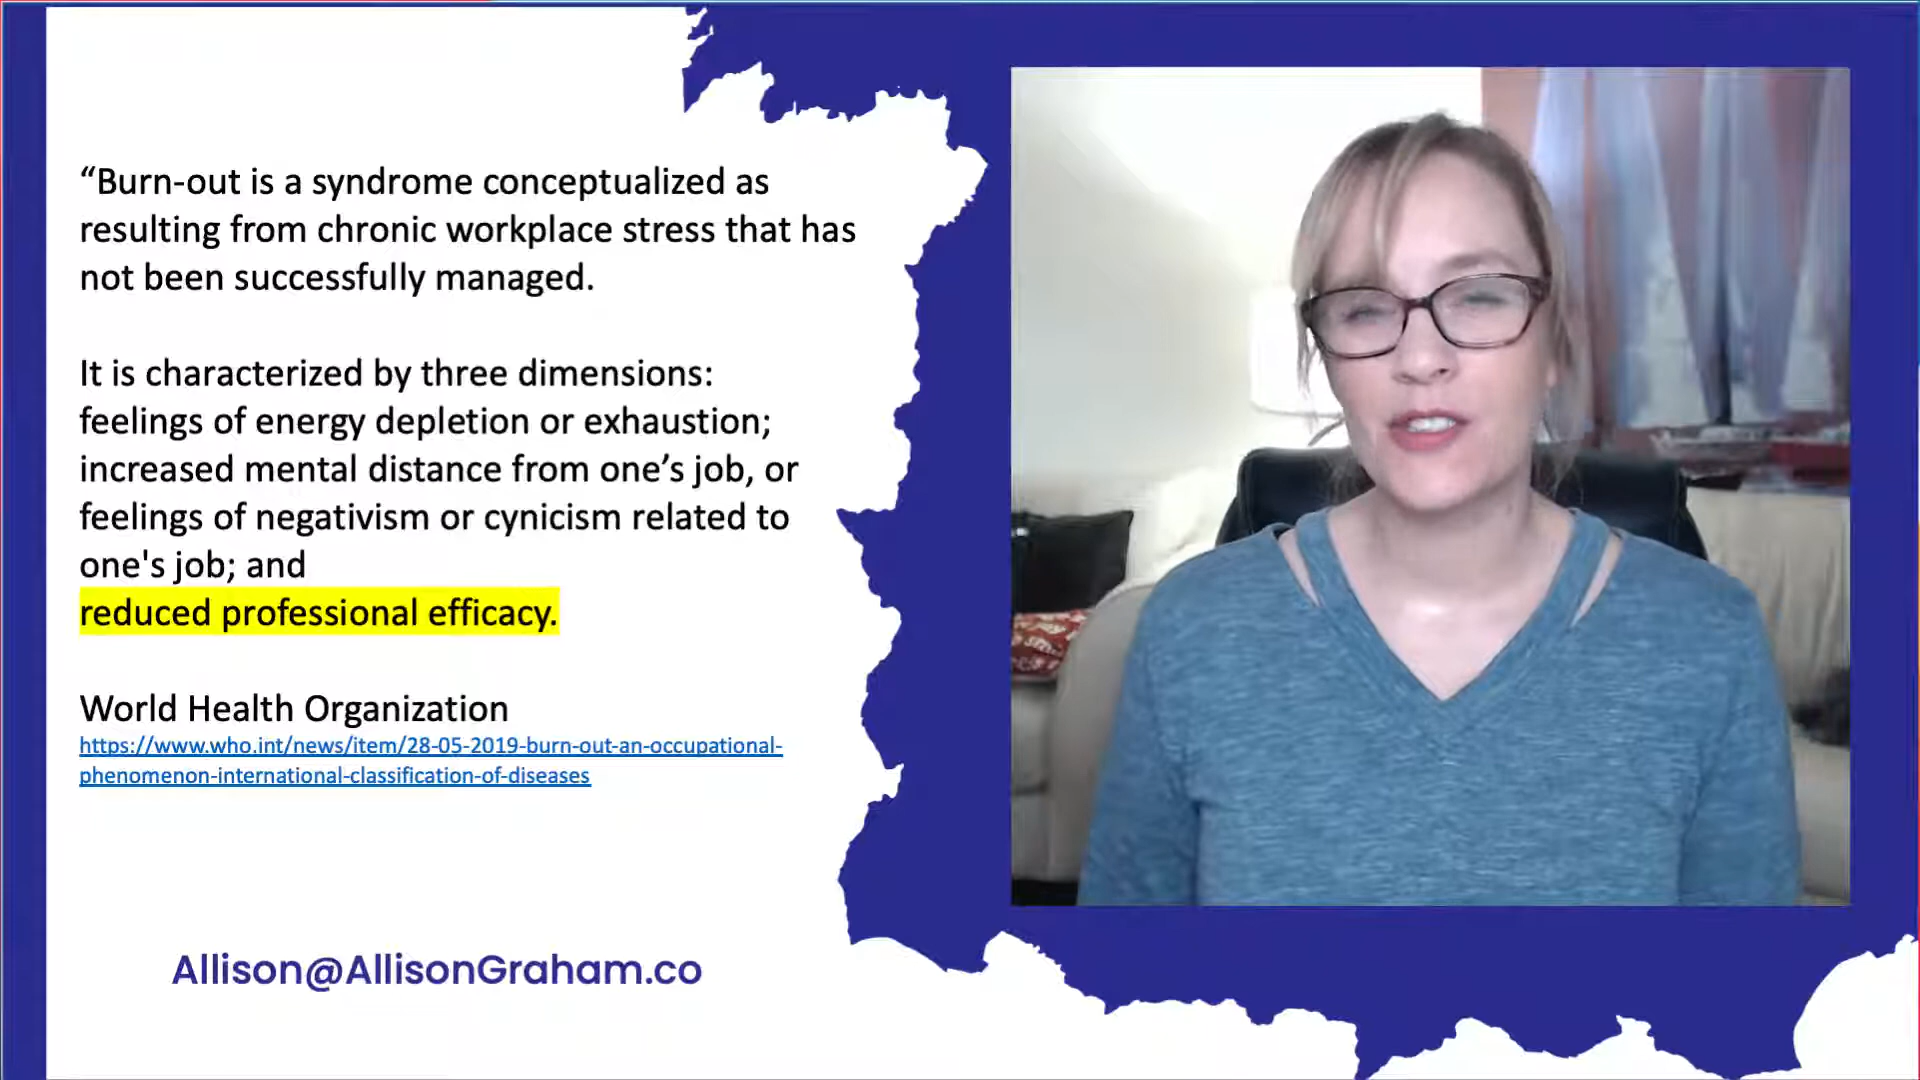 “Burn-out is a syndrome conceptualized as
resulting from chronic workplace stress that has
not been successfully managed.
It is characterized by three dimensions:
feelings of energy depletion or exhaustion;
increased mental distance from one’s job, or
feelings of negativism or cynicism related to
one's job; and
reduced professional efficacy.
World Health Organization
https://www.who.int/news/item/28-05-2019-burn-out-an-occupational-
phenomenon-international-classification-of-diseases
Allison@AllisonGraham.co